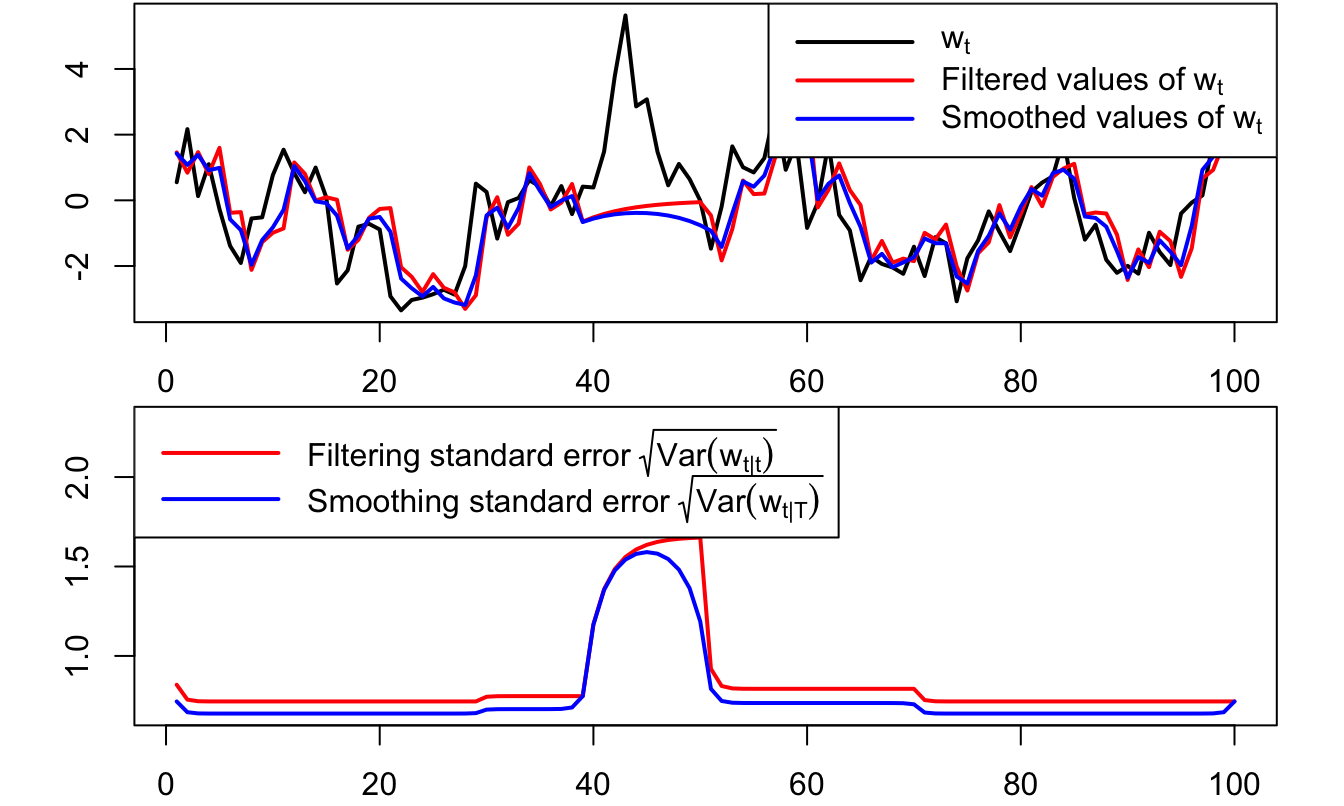 w_t
Filtered values of w_t
Smoothed values of w_t
4
2
0
-2
0 20 40 60 80 100
Filtering standard error √Var(w_t|t)
Smoothing standard error √Var(w_t|T)
2.0
1.5
1.0
0 20 40 60 80 100